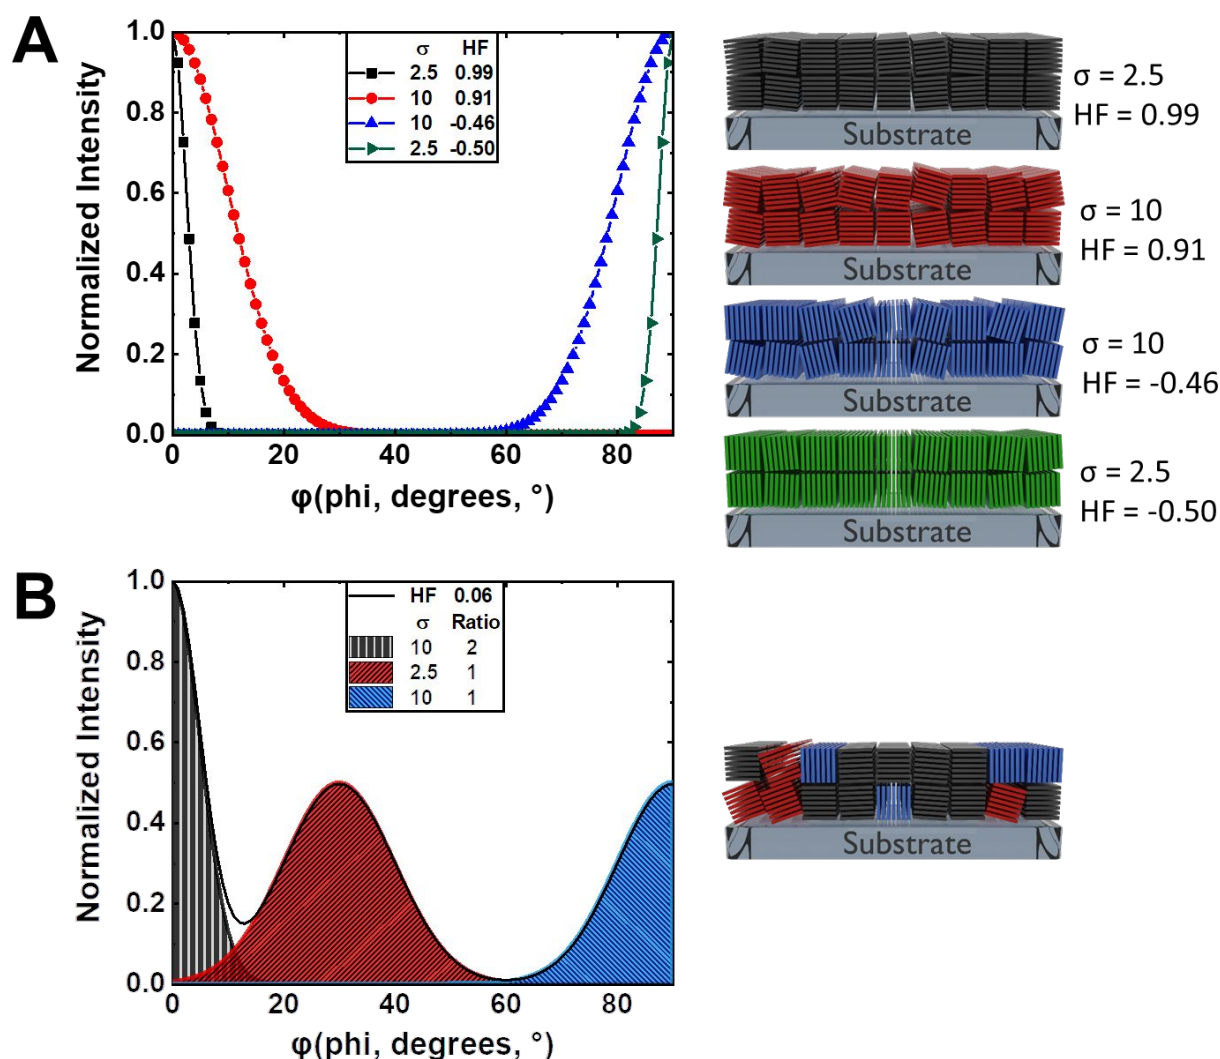 A
Normalized Intensity
1.0
0.8
0.6
0.4
0.2
0.0
0
20
40
60
80
φ(phi, degrees, °)
σ HF
2.5 0.99
10 0.91
10 -0.46
2.5 -0.50
Substrate
σ = 2.5
HF = 0.99
Substrate
σ = 10
HF = 0.91
Substrate
σ = 10
HF = -0.46
Substrate
σ = 2.5
HF = -0.50
B
Normalized Intensity
1.0
0.8
0.6
0.4
0.2
0.0
0
20
40
60
80
φ(phi, degrees, °)
HF 0.06
σ Ratio
10 2
2.5 1
10 1
Substrate